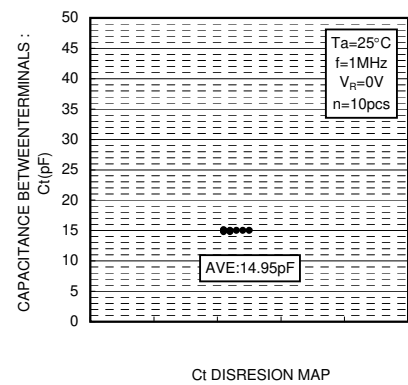 CAPACITANCE BETWEENTERMINALS :
Ct(pF)
50
45
40
35
30
25
20
15
10
5
0
Ta=25°C
f=1MHz
VR=0V
n=10pcs
AVE:14.95pF
Ct DISRESION MAP